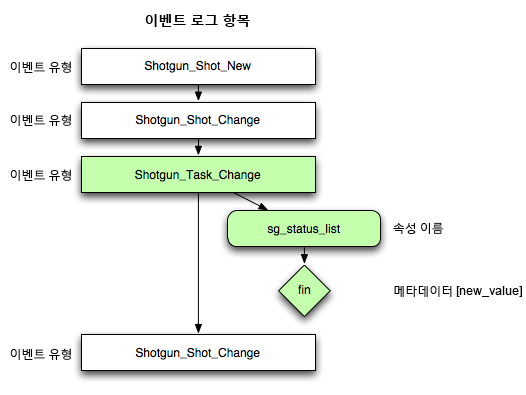 이벤트 로그 항목
이벤트 유형 Shotgun_Shot_New
이벤트 유형 Shotgun_Shot_Change
이벤트 유형 Shotgun_Task_Change
sg_status_list 속성 이름
fin 메타데이터 [new_value]
이벤트 유형 Shotgun_Shot_Change